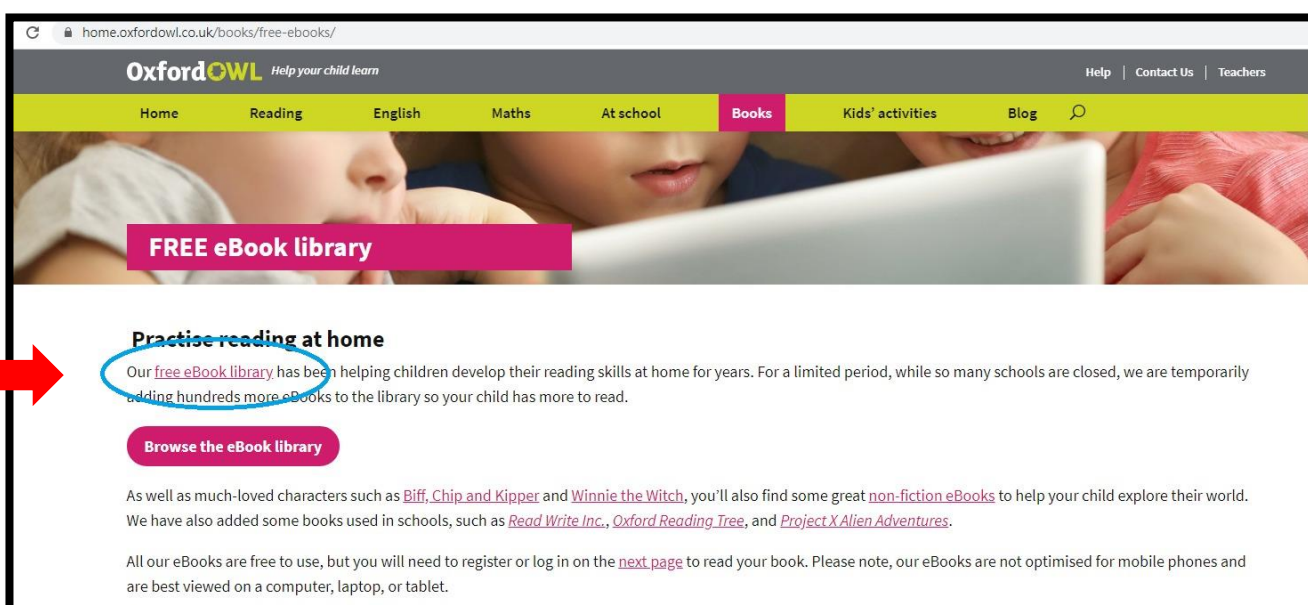 home.oxfordowl.co.uk/books/free-ebooks/
OxfordOWL Help your child learn
Help | Contact Us | Teachers
Home Reading English Maths At school Books Kids' activities Blog
FREE eBook library
Practise reading at home
Our free eBook library has been helping children develop their reading skills at home for years. For a limited period, while so many schools are closed, we are temporarily
adding hundreds more eBooks to the library so your child has more to read.
Browse the eBook library
As well as much-loved characters such as Biff, Chip and Kipper and Winnie the Witch, you'll also find some great non-fiction eBooks to help your child explore their world.
We have also added some books used in schools, such as Read Write Inc., Oxford Reading Tree, and Project X Alien Adventures.
All our eBooks are free to use, but you will need to register or log in on the next page to read your book. Please note, our eBooks are not optimised for mobile phones and
are best viewed on a computer, laptop, or tablet.